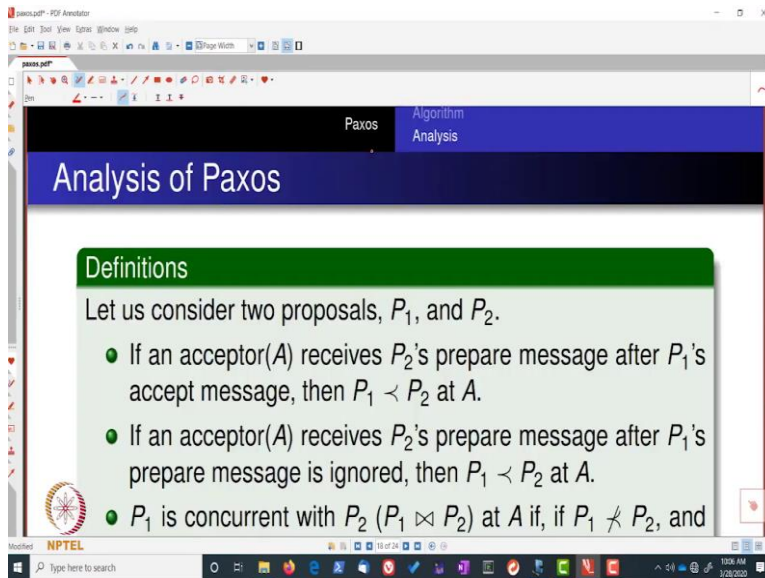 paxos.pdf* - PDF Annotator
File Edit Tool View Extras Window Help
Page Width
paxos.pdf*
Pen
Paxos
Algorithm
Analysis
Analysis of Paxos
Definitions
Let us consider two proposals, P₁, and P₂.
If an acceptor(A) receives P₂'s prepare message after P₁'s
accept message, then P₁ ≺ P₂ at A.
If an acceptor(A) receives P₂'s prepare message after P₁'s
prepare message is ignored, then P₁ ≺ P₂ at A.
P₁ is concurrent with P₂ (P₁ ⋈ P₂) at A if, if P₁ ⊀ P₂, and
Modified NPTEL 18 of 24
Type here to search
10:06 AM
3/28/2020